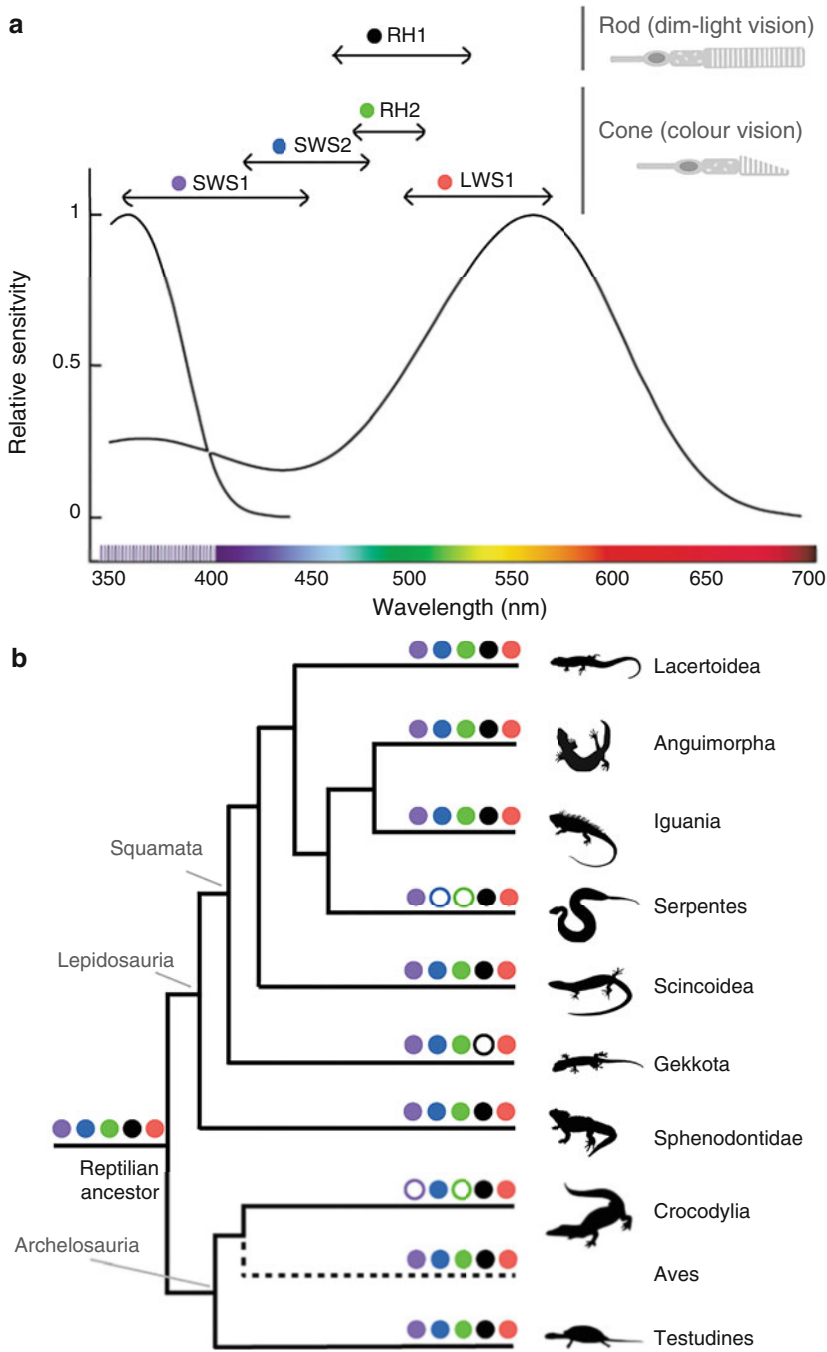 a
RH1
Rod (dim-light vision)
RH2
Cone (colour vision)
SWS2
SWS1
LWS1
1
0.5
0
Relative sensitvity
350 400 450 500 550 600 650 700
Wavelength (nm)
b
Lacertoidea
Anguimorpha
Iguania
Squamata
Serpentes
Lepidosauria
Scincoidea
Gekkota
Sphenodontidae
Reptilian
ancestor
Crocodylia
Archelosauria
Aves
Testudines